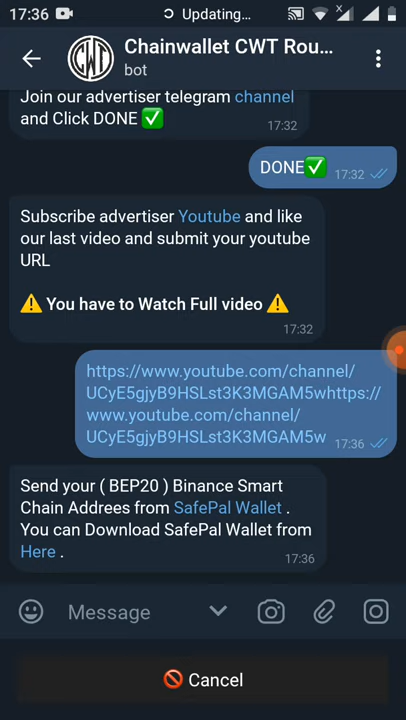 17:36 Updating...
Chainwallet CWT Rou...
CWT
bot
Join our advertiser telegram channel
and Click DONE ✅
17:32
DONE✅ 17:32
Subscribe advertiser Youtube and like
our last video and submit your youtube
URL
⚠️ You have to Watch Full video ⚠️
17:32
https://www.youtube.com/channel/
UCyE5gjyB9HSLst3K3MGAM5whttps://
www.youtube.com/channel/
UCyE5gjyB9HSLst3K3MGAM5w 17:36
Send your ( BEP20 ) Binance Smart
Chain Addrees from SafePal Wallet .
You can Download SafePal Wallet from
Here .
17:36
Message
🚫 Cancel